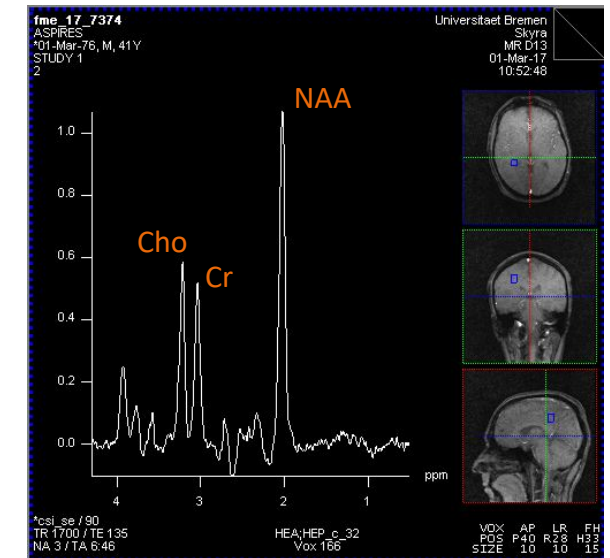 fme_17_7374
ASPIRES
*01-Mar-76, M, 41Y
STUDY 1
2
Universitaet Bremen
Skyra
MR D13
01-Mar-17
10:52:48
NAA
Cho
Cr
1.0
0.8
0.6
0.4
0.2
0.0
4 3 2 1
ppm
*csi_se / 90
TR 1700 / TE 135
NA 3 / TA 6:46
HEA;HEP_c_32
Vox 166
VOX AP LR FH
POS P40 R28 H33
SIZE 10 10 15